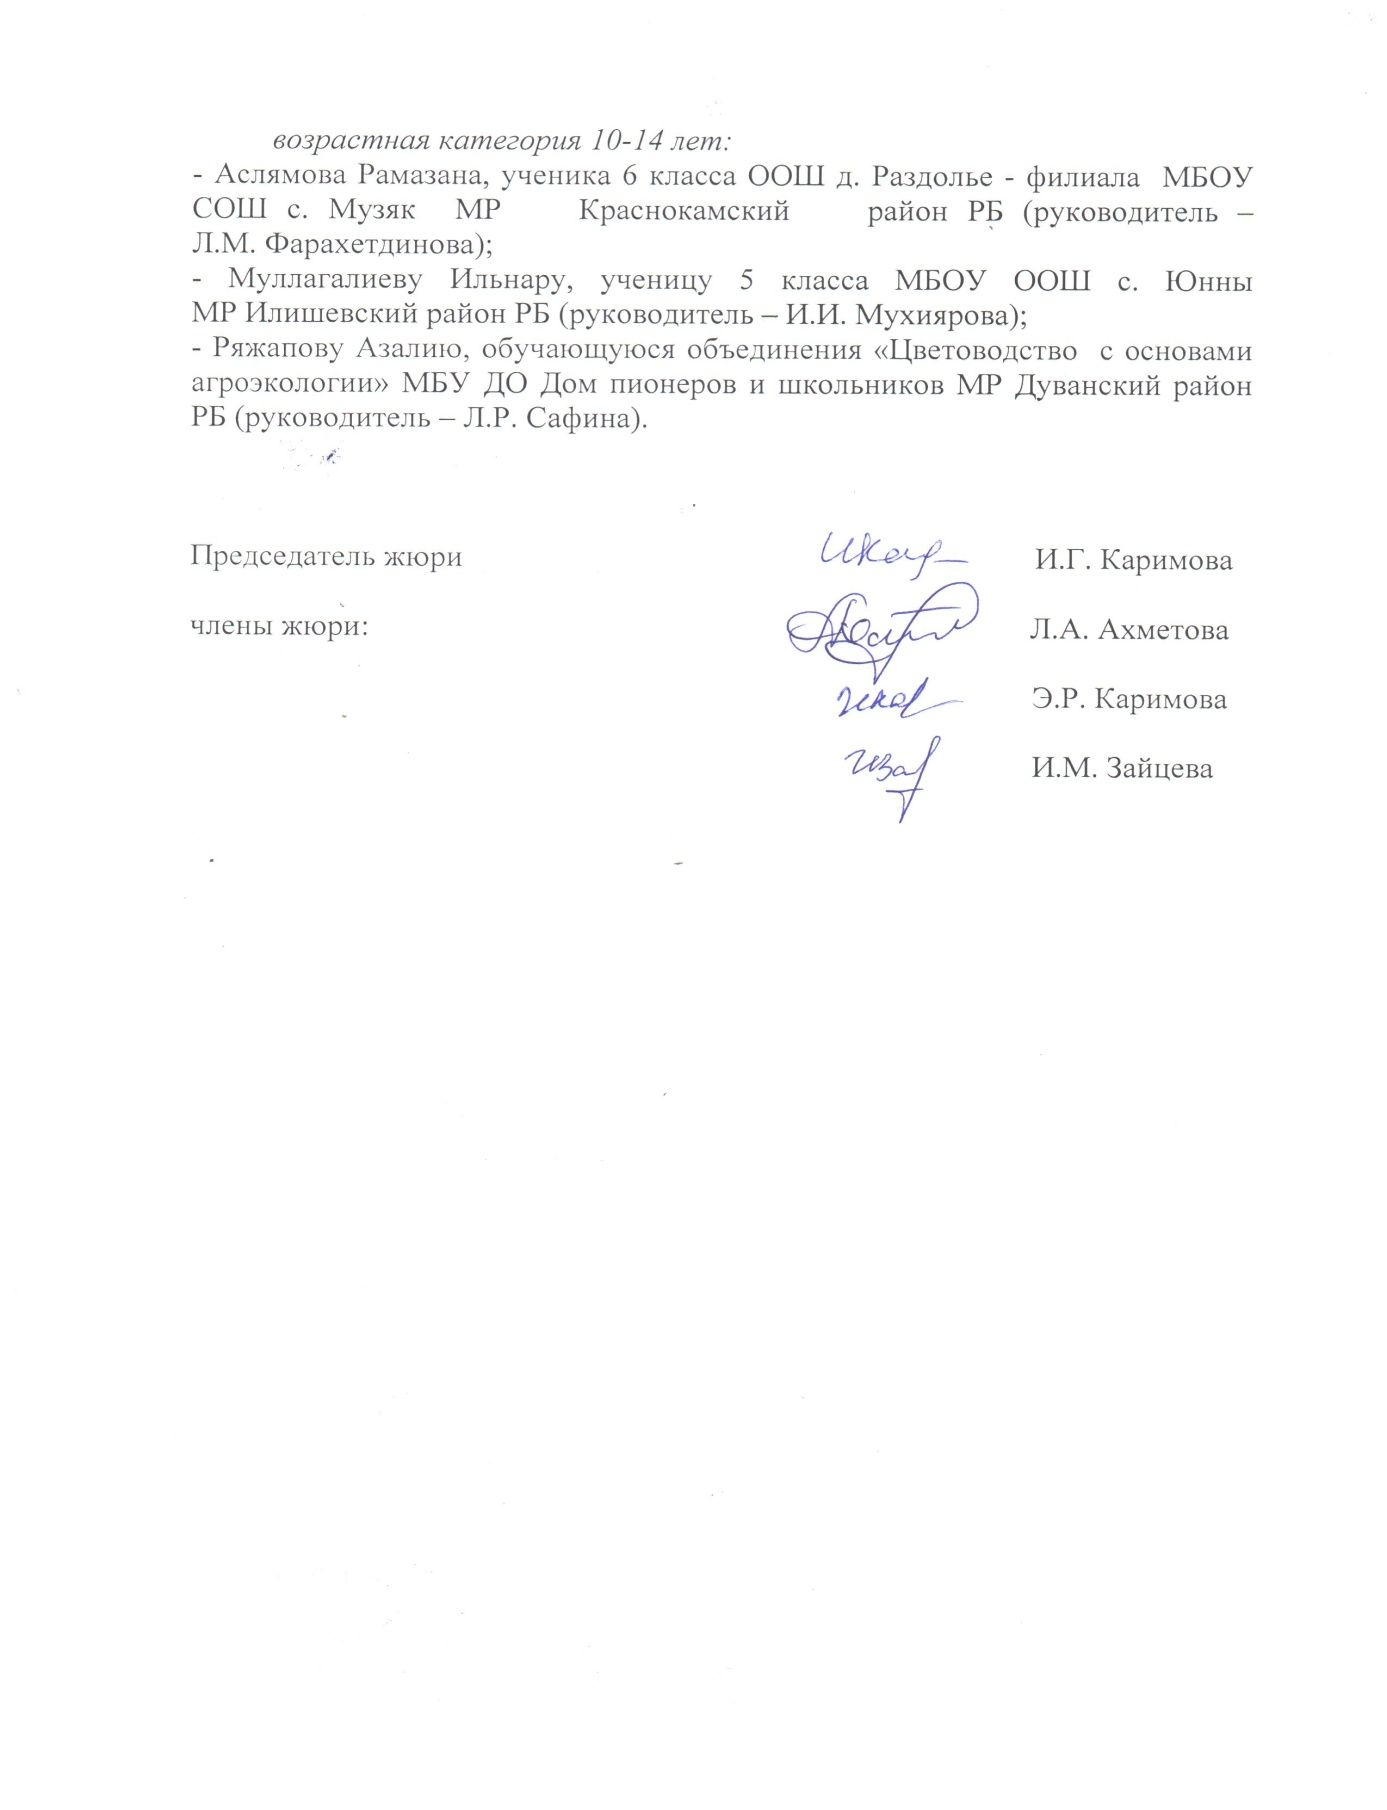 возрастная категория 10-14 лет:
- Аслямова Рамазана, ученика 6 класса ООШ д. Раздолье - филиала МБОУ
СОШ с. Музяк МР Краснокамский район РБ (руководитель –
Л.М. Фарахетдинова);
- Муллагалиеву Ильнару, ученицу 5 класса МБОУ ООШ с. Юнны
МР Илишевский район РБ (руководитель – И.И. Мухиярова);
- Ряжапову Азалию, обучающуюся объединения «Цветоводство с основами
агроэкологии» МБУ ДО Дом пионеров и школьников МР Дуванский район
РБ (руководитель – Л.Р. Сафина).
Председатель жюри И.Г. Каримова
члены жюри: Л.А. Ахметова
Э.Р. Каримова
И.М. Зайцева